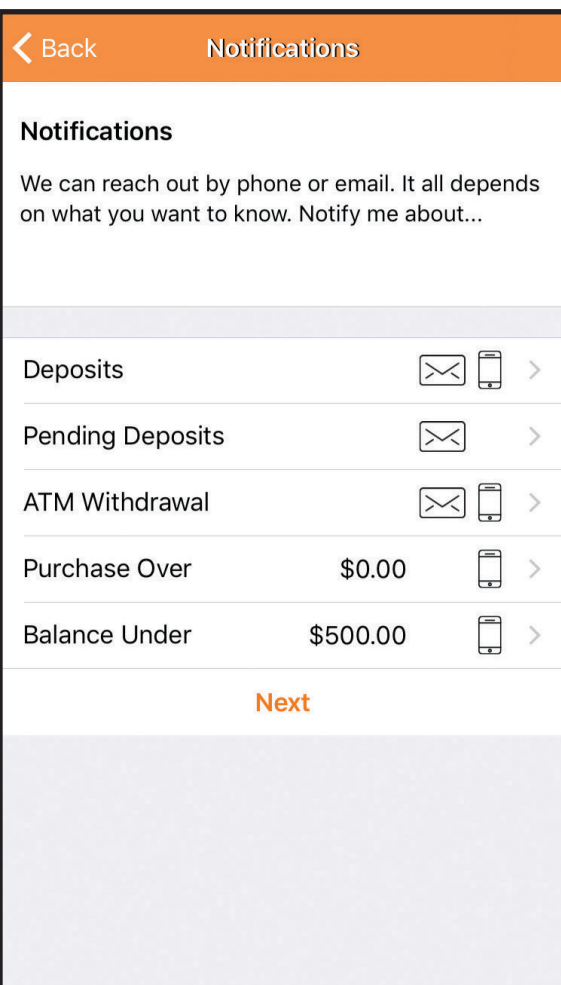 Back Notifications
Notifications
We can reach out by phone or email. It all depends
on what you want to know. Notify me about...
Deposits
Pending Deposits
ATM Withdrawal
Purchase Over $0.00
Balance Under $500.00
Next